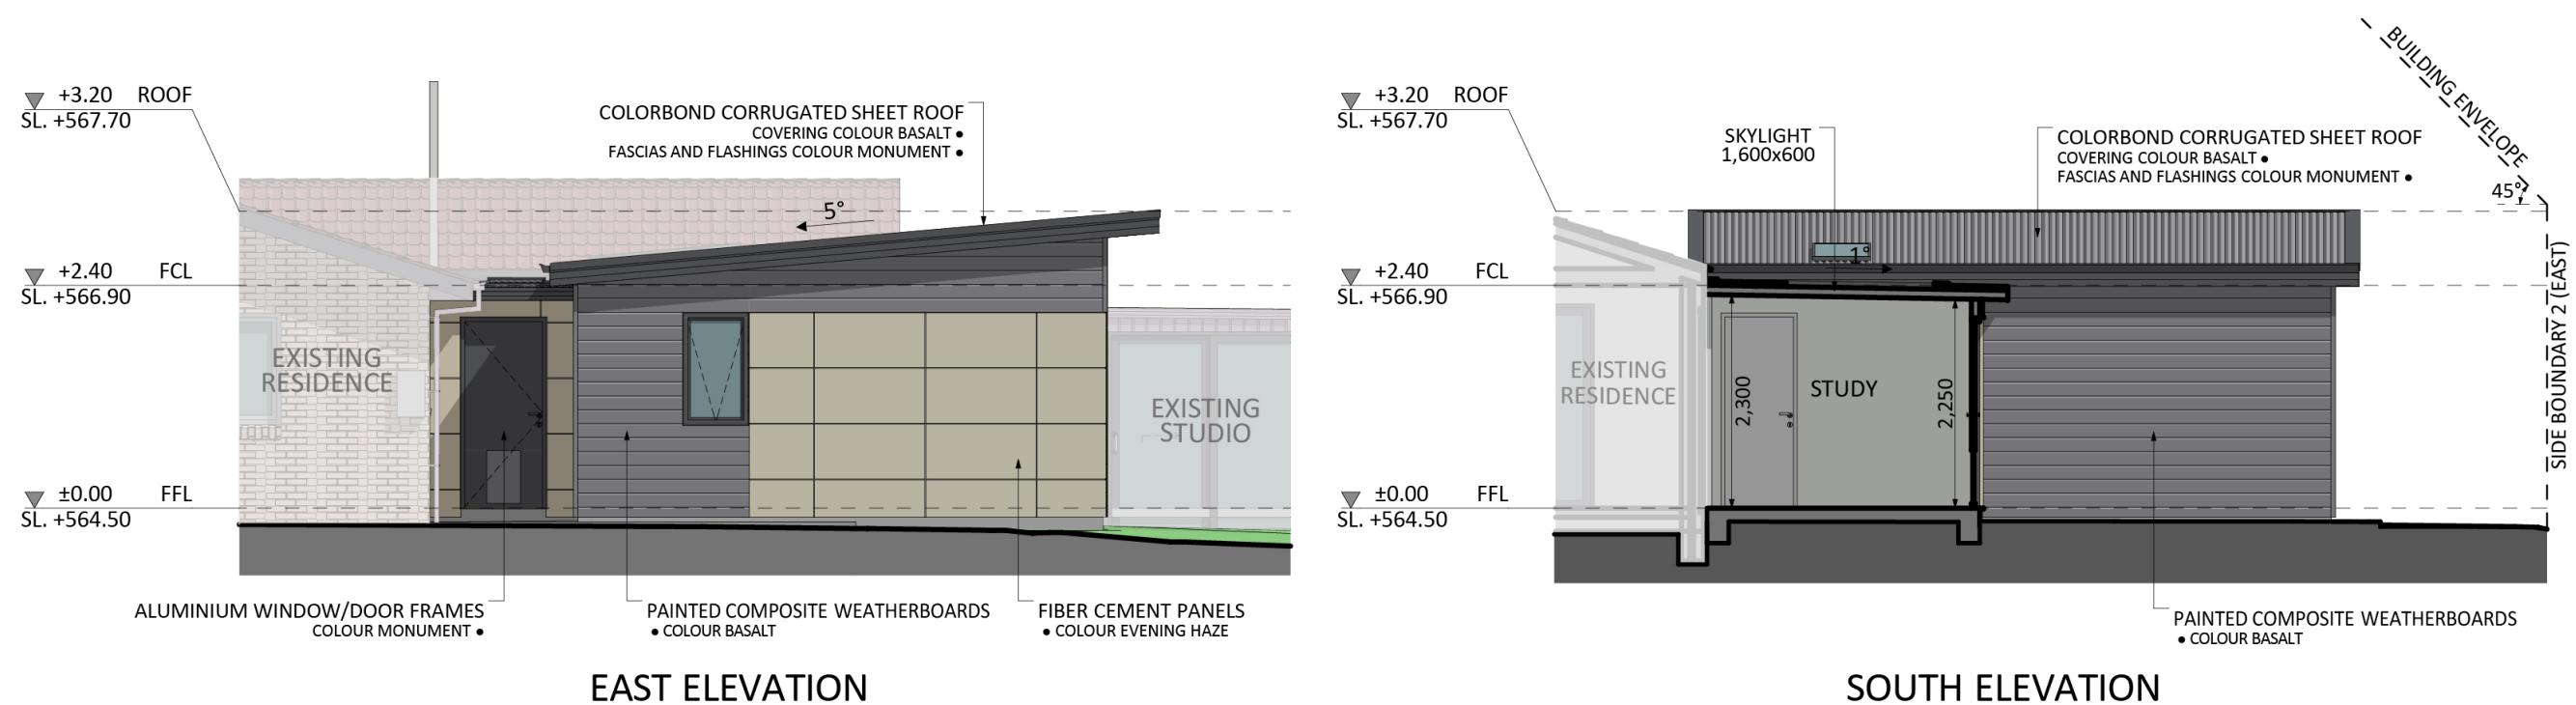 +3.20 ROOF
SL. +567.70
COLORBOND CORRUGATED SHEET ROOF
COVERING COLOUR BASALT ●
FASCIAS AND FLASHINGS COLOUR MONUMENT ●
5°
+2.40 FCL
SL. +566.90
EXISTING
RESIDENCE
EXISTING
STUDIO
±0.00 FFL
SL. +564.50
ALUMINIUM WINDOW/DOOR FRAMES
COLOUR MONUMENT ●
PAINTED COMPOSITE WEATHERBOARDS
● COLOUR BASALT
FIBER CEMENT PANELS
● COLOUR EVENING HAZE
EAST ELEVATION
BUILDING ENVELOPE
+3.20 ROOF
SL. +567.70
SKYLIGHT
1,600x600
COLORBOND CORRUGATED SHEET ROOF
COVERING COLOUR BASALT ●
FASCIAS AND FLASHINGS COLOUR MONUMENT ●
45°
1°
+2.40 FCL
SL. +566.90
EXISTING
RESIDENCE
2,300
STUDY
2,250
SIDE BOUNDARY 2 (EAST)
±0.00 FFL
SL. +564.50
PAINTED COMPOSITE WEATHERBOARDS
● COLOUR BASALT
SOUTH ELEVATION